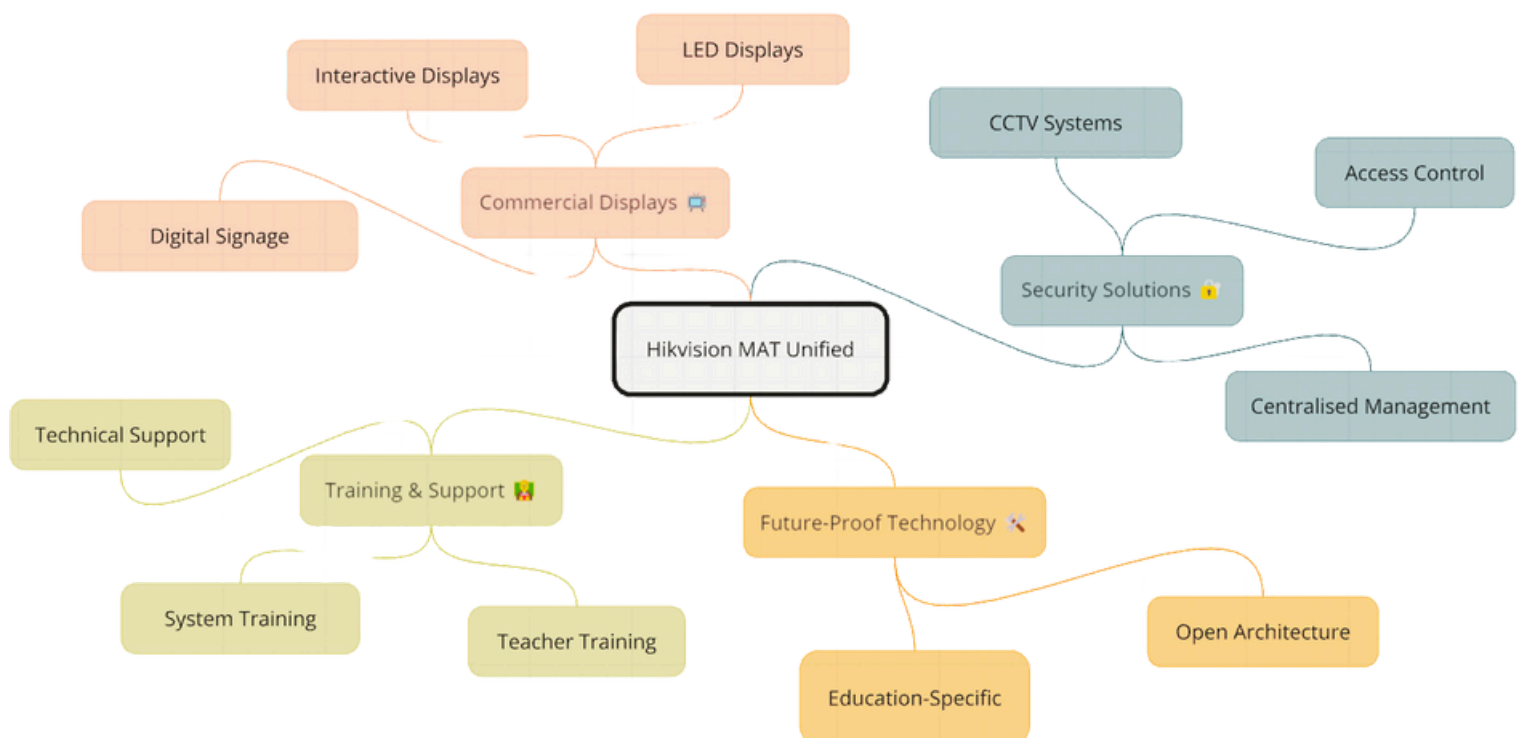 LED Displays
Interactive Displays
CCTV Systems
Access Control
Commercial Displays
Digital Signage
Security Solutions
Hikvision MAT Unified
Centralised Management
Technical Support
Training & Support
Future-Proof Technology
System Training
Teacher Training
Open Architecture
Education-Specific